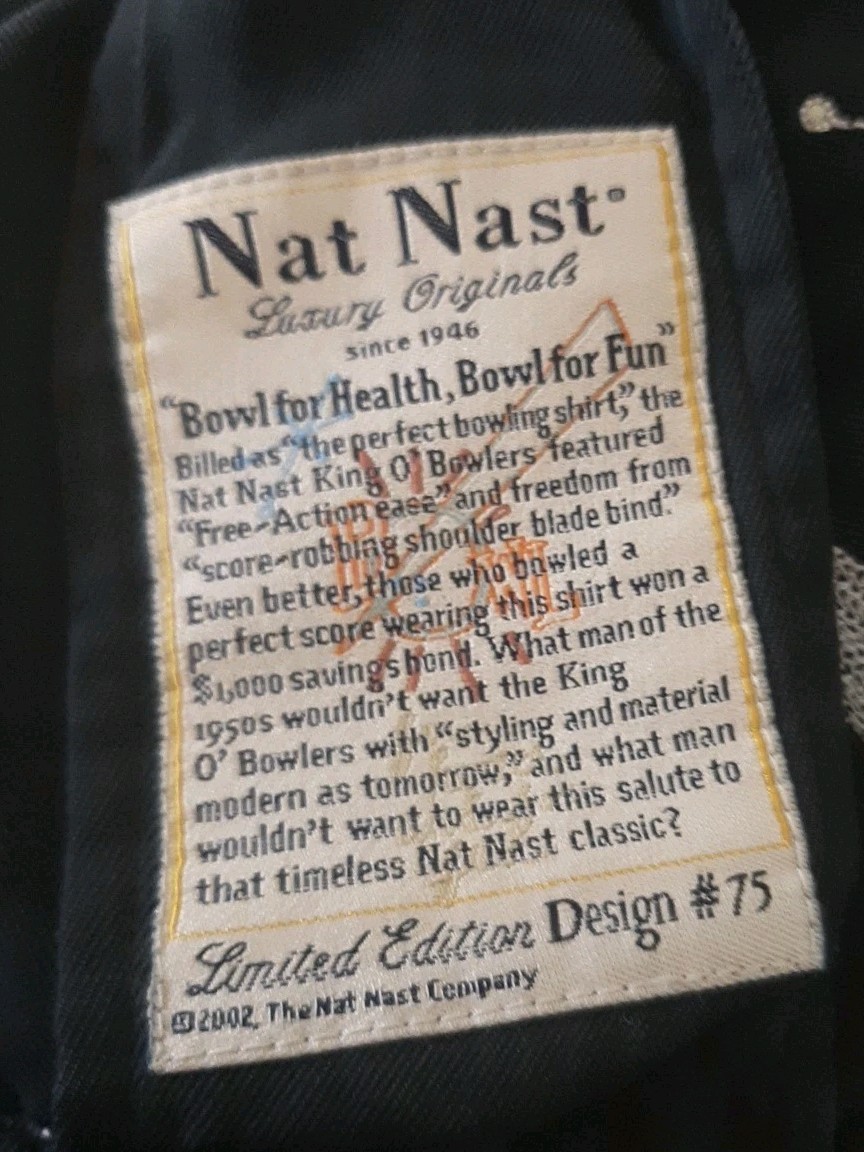 Nat Nast®
Luxury Originals
since 1946
"Bowl for Health, Bowl for Fun"
Billed as "the perfect bowling shirt," the
Nat Nast King O' Bowlers featured
"Free-Action ease" and freedom from
"score-robbing shoulder blade bind."
Even better, those who bowled a
perfect score wearing this shirt won a
$1,000 savings bond. What man of the
1950s wouldn't want the King
O' Bowlers with "styling and material
modern as tomorrow," and what man
wouldn't want to wear this salute to
that timeless Nat Nast classic?
Limited Edition Design #75
©2002, The Nat Nast Company